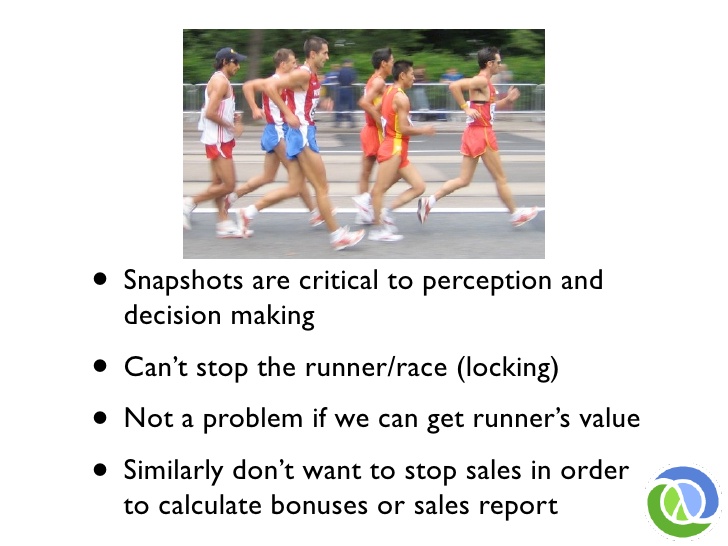 • Snapshots are critical to perception and
decision making
• Can’t stop the runner/race (locking)
• Not a problem if we can get runner’s value
• Similarly don’t want to stop sales in order
to calculate bonuses or sales report
λ